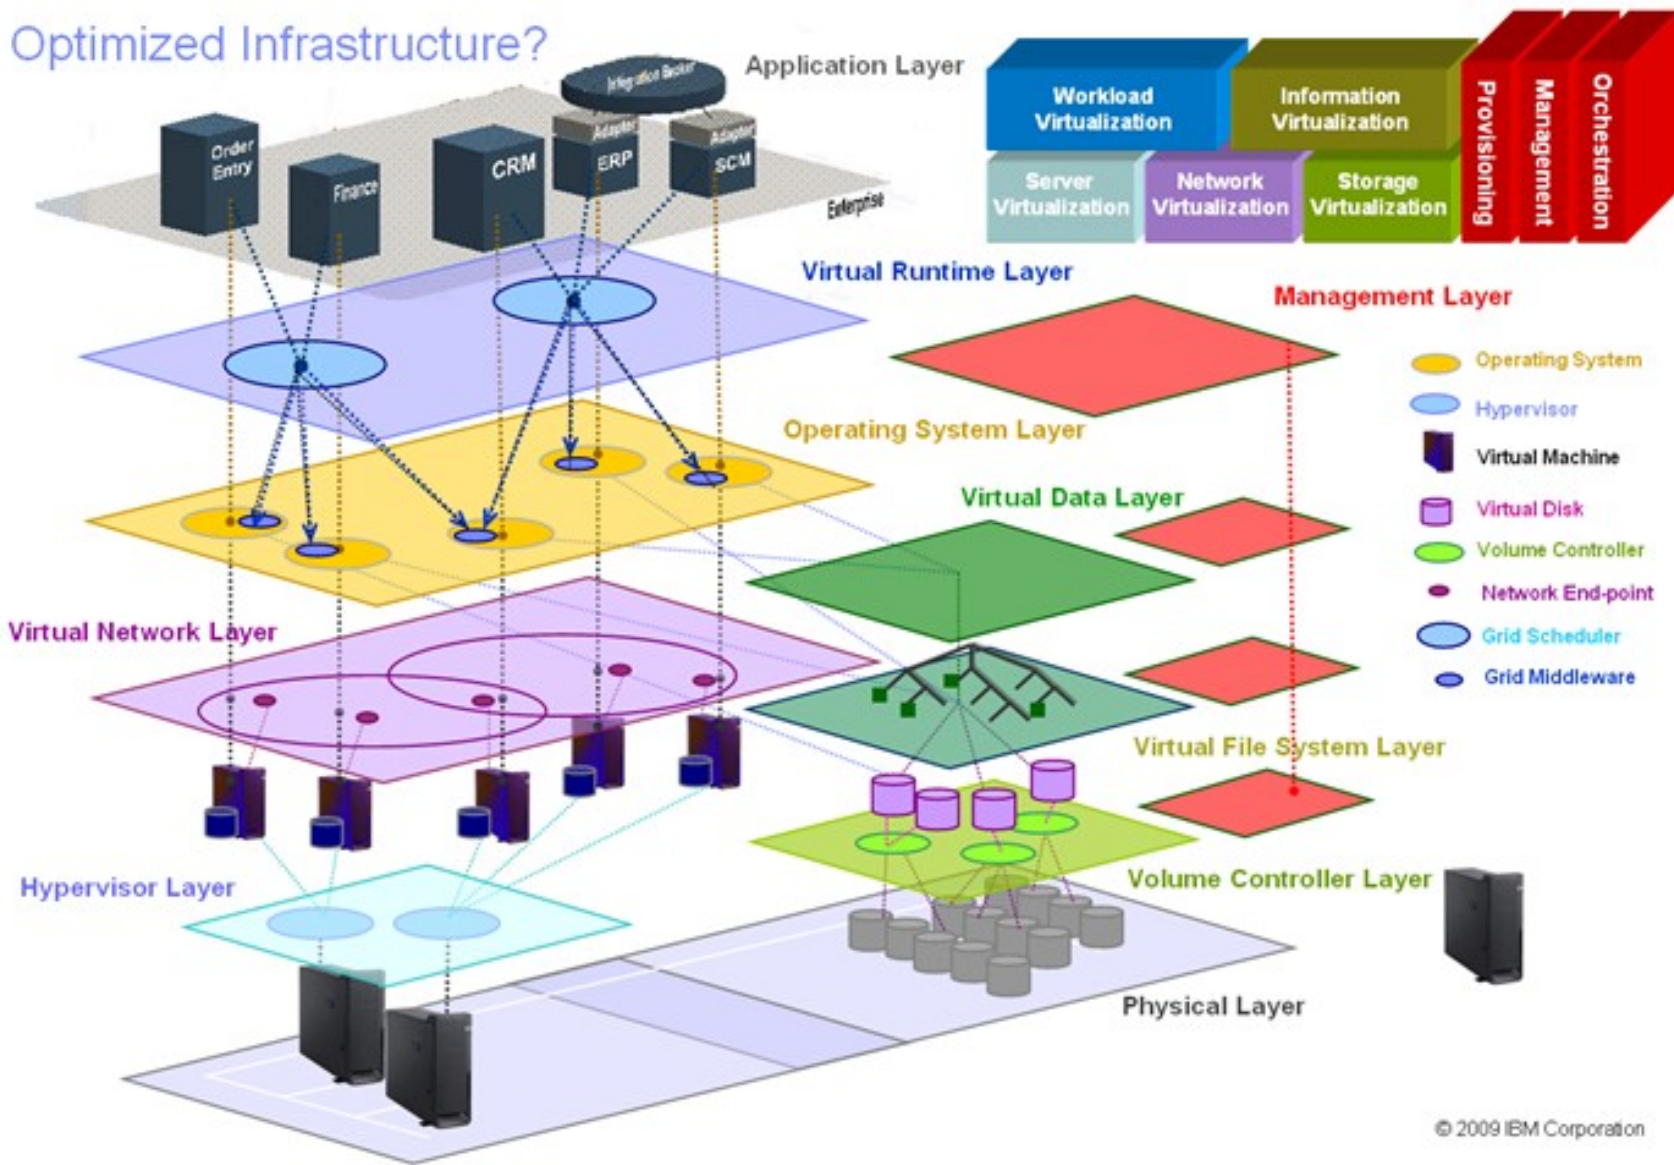 Optimized Infrastructure?
Application Layer
Integration Broker
Order
Entry
Finance
CRM
Adapter
ERP
Adapter
SCM
Enterprise
Workload
Virtualization
Information
Virtualization
Server
Virtualization
Network
Virtualization
Storage
Virtualization
Provisioning
Management
Orchestration
Virtual Runtime Layer
Management Layer
Operating System Layer
Virtual Data Layer
Operating System
Hypervisor
Virtual Machine
Virtual Disk
Volume Controller
Network End-point
Grid Scheduler
Grid Middleware
Virtual Network Layer
Virtual File System Layer
Hypervisor Layer
Volume Controller Layer
Physical Layer
© 2009 IBM Corporation